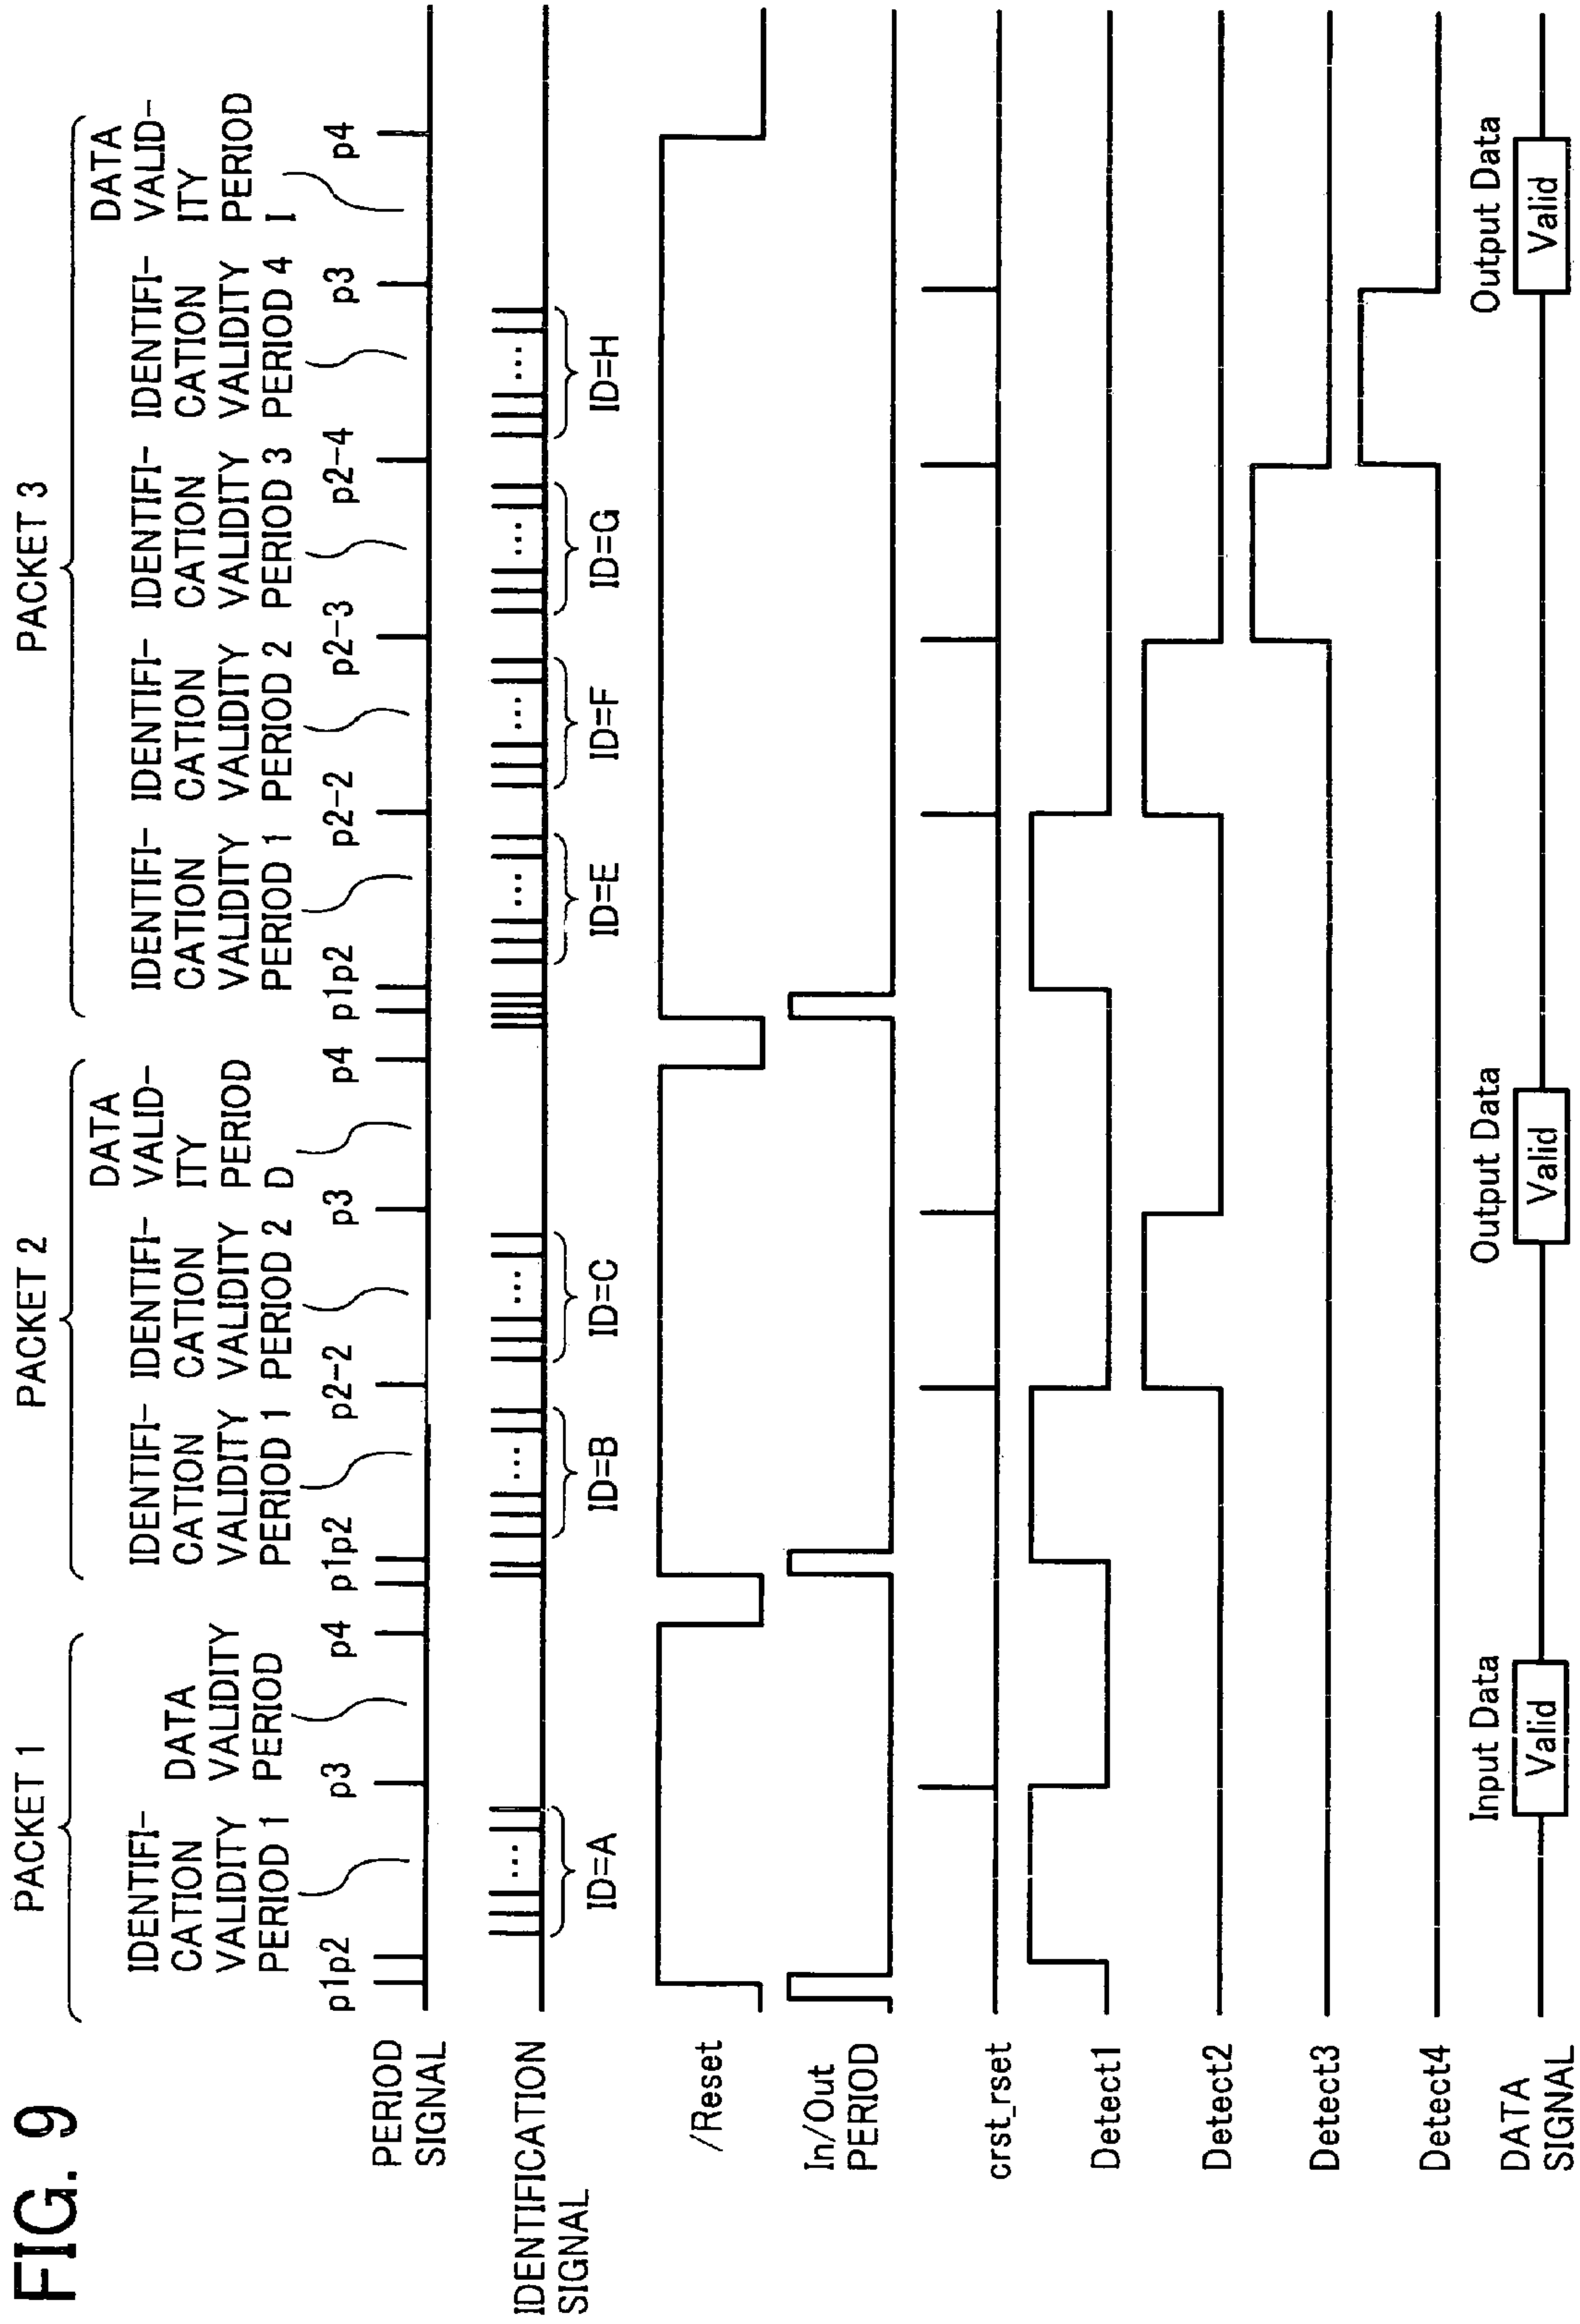 FIG. 9
PACKET 1
PACKET 2
PACKET 3
IDENTIFI-
CATION
VALIDITY
PERIOD 1
DATA
VALIDITY
PERIOD
IDENTIFI-
CATION
VALIDITY
PERIOD 1
IDENTIFI-
CATION
VALIDITY
PERIOD 2
DATA
VALID-
ITY
PERIOD
D
IDENTIFI-
CATION
VALIDITY
PERIOD 1
IDENTIFI-
CATION
VALIDITY
PERIOD 2
IDENTIFI-
CATION
VALIDITY
PERIOD 3
IDENTIFI-
CATION
VALIDITY
PERIOD 4
DATA
VALID-
ITY
PERIOD
I
PERIOD
SIGNAL
p1p2 p3 p4 p1p2 p2-2 p3 p4 p1p2 p2-2 p2-3 p2-4 p3 p4
IDENTIFICATION
SIGNAL
... ... ... ... ... ... ...
ID=A ID=B ID=C ID=E ID=F ID=G ID=H
/Reset
In/Out
PERIOD
crst_rset
Detect1
Detect2
Detect3
Detect4
DATA
SIGNAL
Input Data
Valid
Output Data
Valid
Output Data
Valid